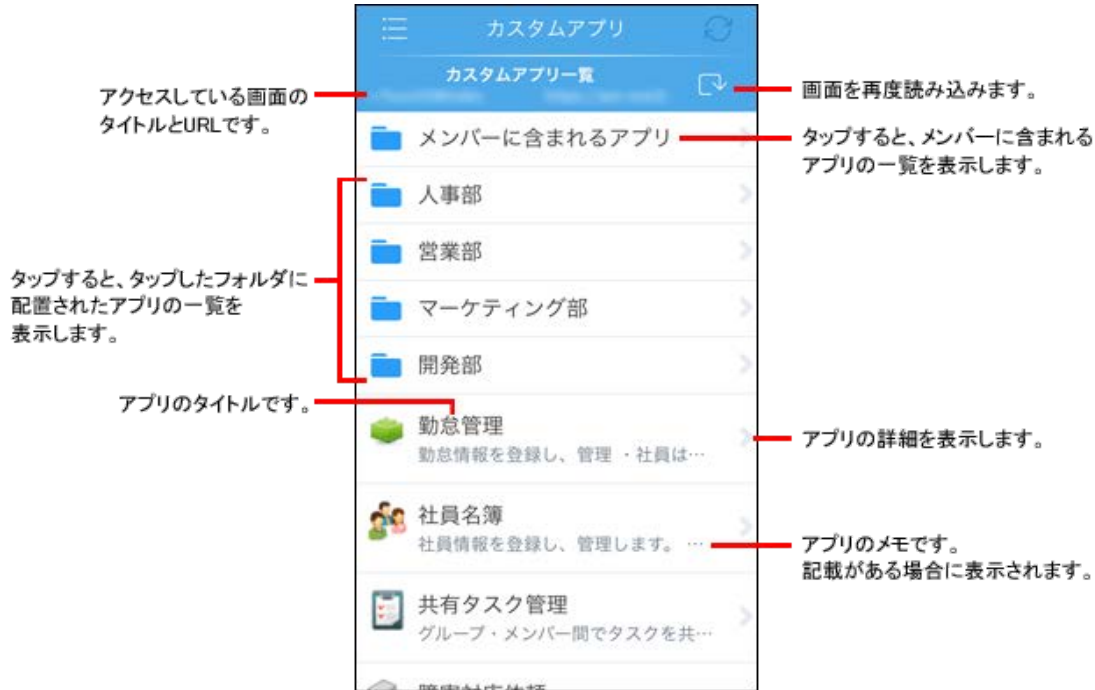 カスタムアプリ
カスタムアプリ一覧
アクセスしている画面の
タイトルとURLです。
画面を再度読み込みます。
メンバーに含まれるアプリ
タップすると、メンバーに含まれる
アプリの一覧を表示します。
人事部
営業部
タップすると、タップしたフォルダに
配置されたアプリの一覧を
表示します。
マーケティング部
開発部
アプリのタイトルです。
勤怠管理
勤怠情報を登録し、管理 ・社員は…
アプリの詳細を表示します。
社員名簿
社員情報を登録し、管理します。 …
アプリのメモです。
記載がある場合に表示されます。
共有タスク管理
グループ・メンバー間でタスクを共…